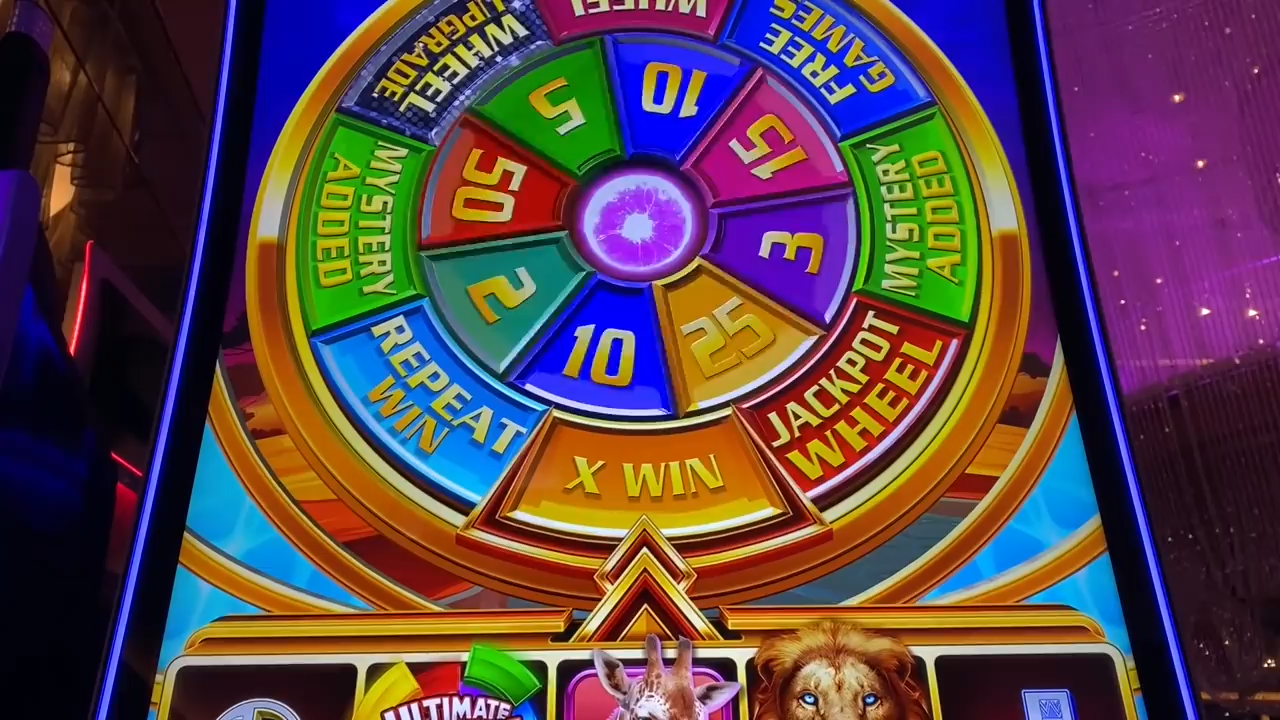 WHEEL
WHEEL
UPGRADE
FREE
GAMES
5
10
15
MYSTERY
ADDED
50
3
MYSTERY
ADDED
2
10
25
REPEAT
WIN
JACKPOT
WHEEL
X WIN
ULTIMATE